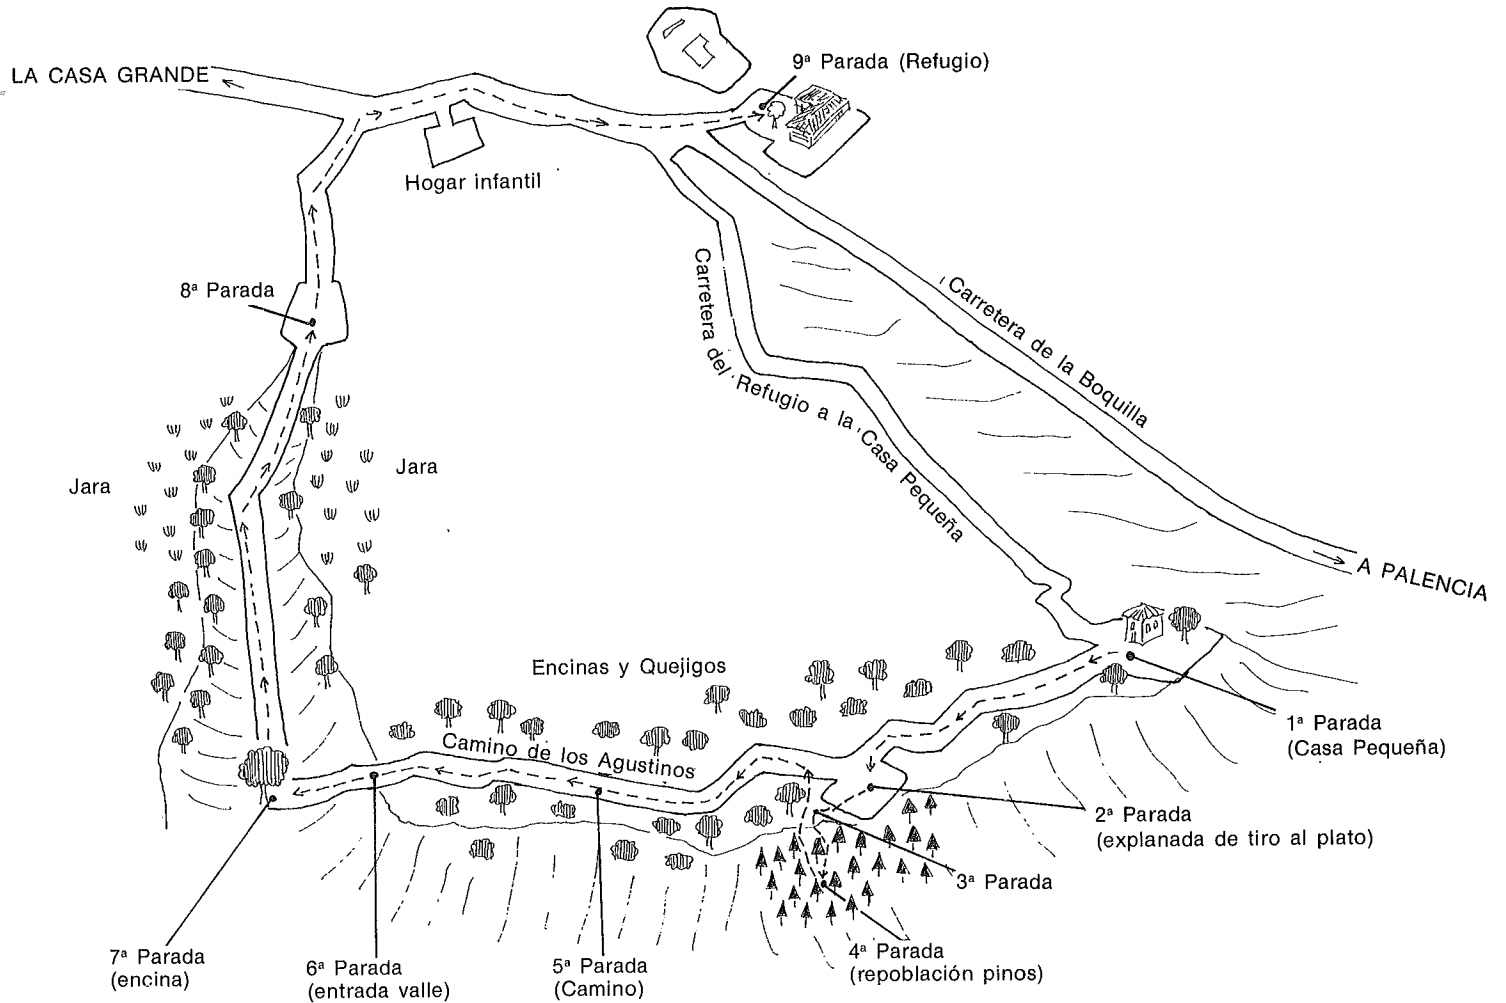 LA CASA GRANDE
9ª Parada (Refugio)
Hogar infantil
8ª Parada
Carretera de la Boquilla
Carretera del Refugio a la Casa Pequeña
Jara
Jara
A PALENCIA
Encinas y Quejigos
1ª Parada
(Casa Pequeña)
Camino de los Agustinos
2ª Parada
(explanada de tiro al plato)
3ª Parada
4ª Parada
(repoblación pinos)
5ª Parada
(Camino)
6ª Parada
(entrada valle)
7ª Parada
(encina)